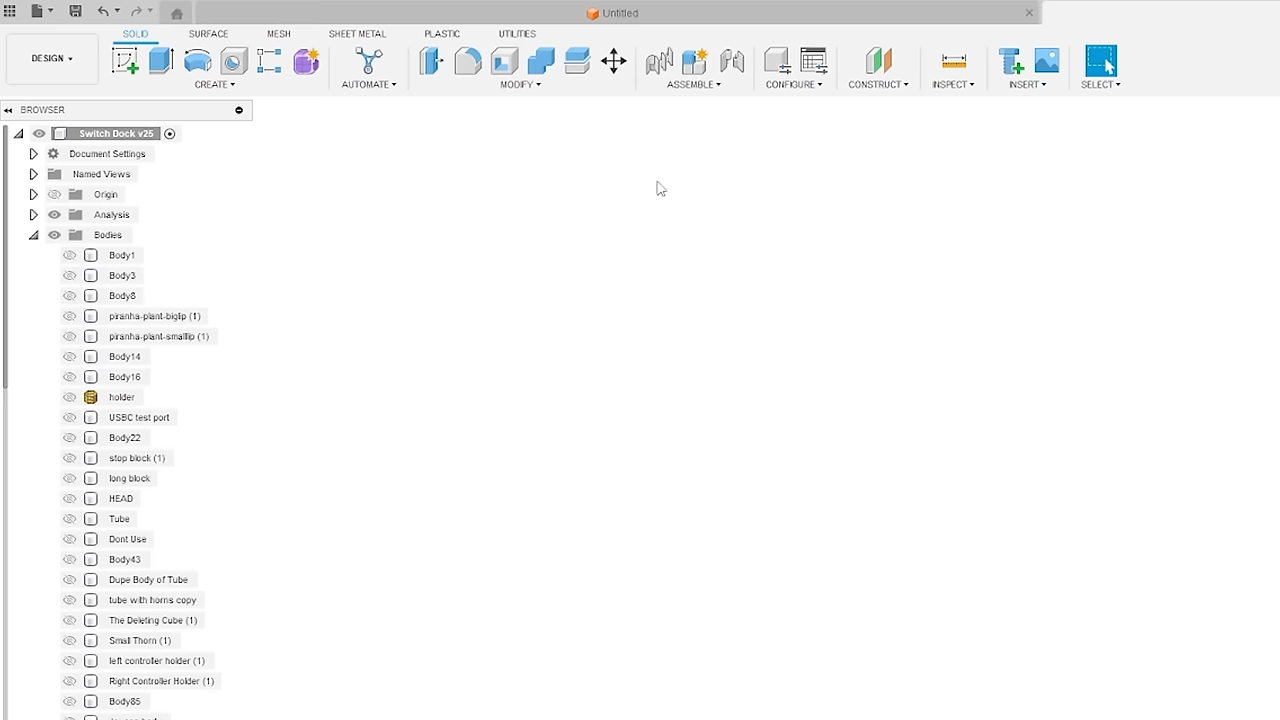 Untitled
DESIGN
SOLID SURFACE MESH SHEET METAL PLASTIC UTILITIES
CREATE AUTOMATE MODIFY ASSEMBLE CONFIGURE CONSTRUCT INSPECT INSERT SELECT
BROWSER
Switch Dock v25
Document Settings
Named Views
Origin
Analysis
Bodies
Body1
Body3
Body8
piranha-plant-biglip (1)
piranha-plant-smallip (1)
Body14
Body16
holder
USBC test port
Body22
stop block (1)
long block
HEAD
Tube
Dont Use
Body43
Dupe Body of Tube
tube with horns copy
The Deleting Cube (1)
Small Thorn (1)
left controller holder (1)
Right Controller Holder (1)
Body85